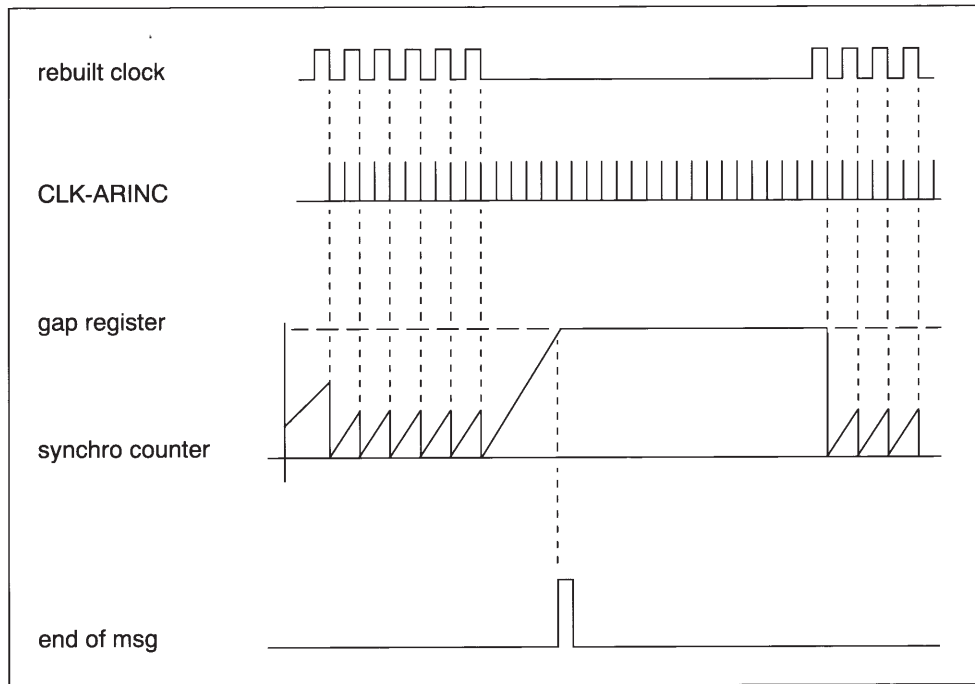 rebuilt clock
CLK-ARINC
gap register
synchro counter
end of msg